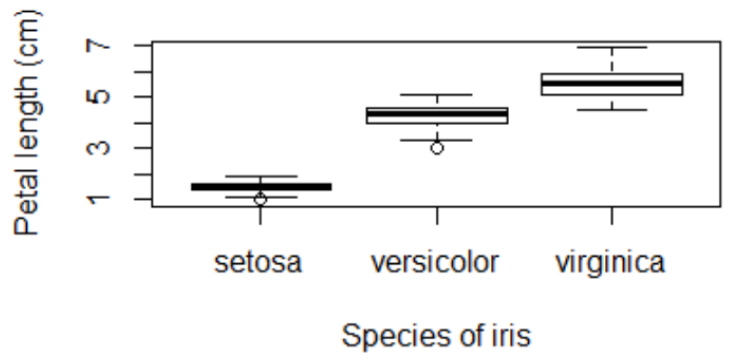 Petal length (cm)
7
5
3
1
setosa versicolor virginica
Species of iris